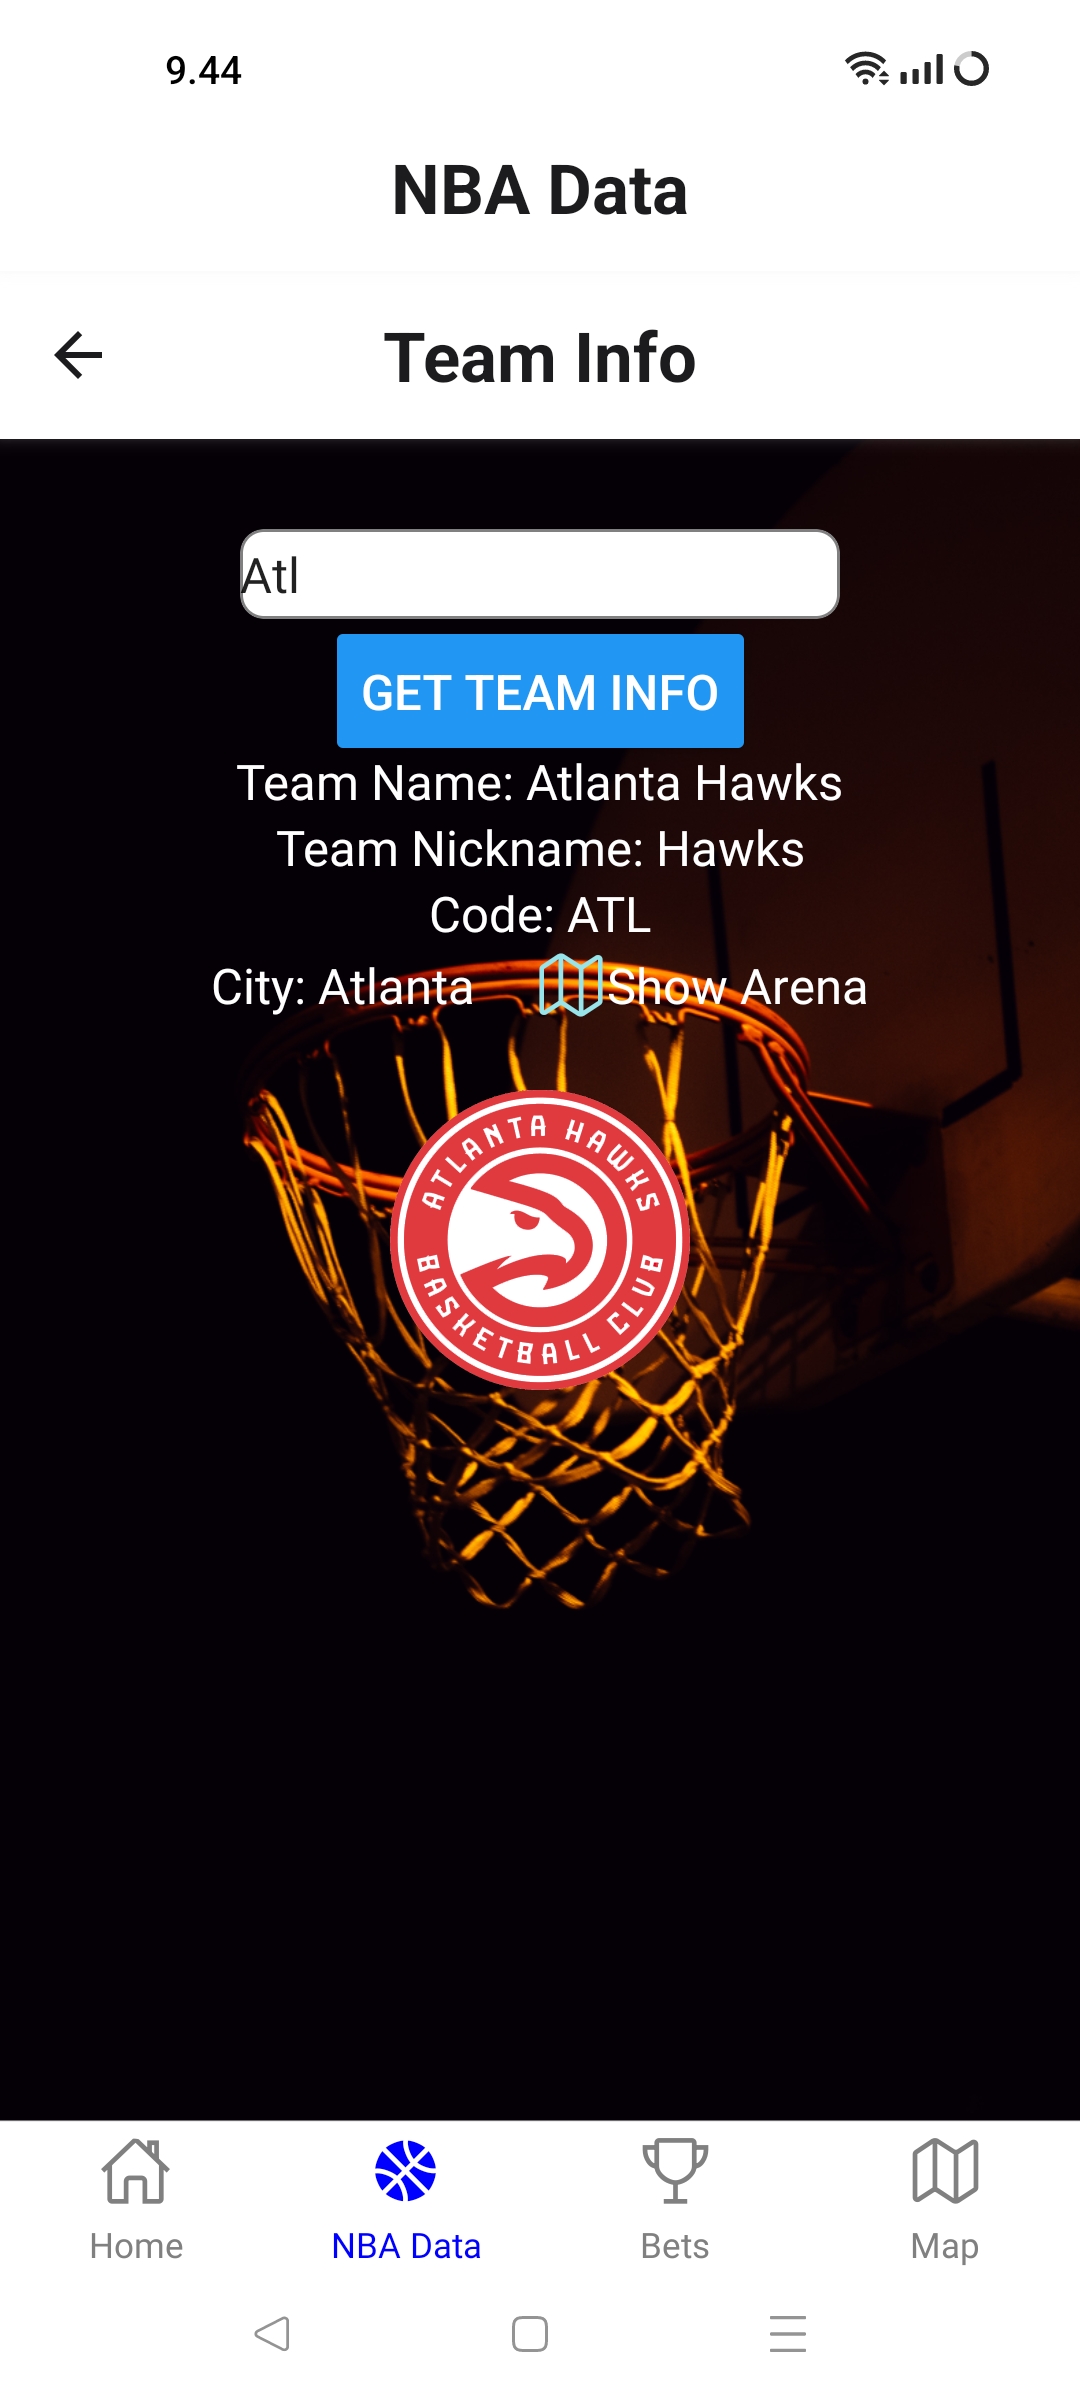 9.44
NBA Data
Team Info
Atl
GET TEAM INFO
Team Name: Atlanta Hawks
Team Nickname: Hawks
Code: ATL
City: Atlanta Show Arena
ATLANTA HAWKS
BASKETBALL CLUB
Home NBA Data Bets Map